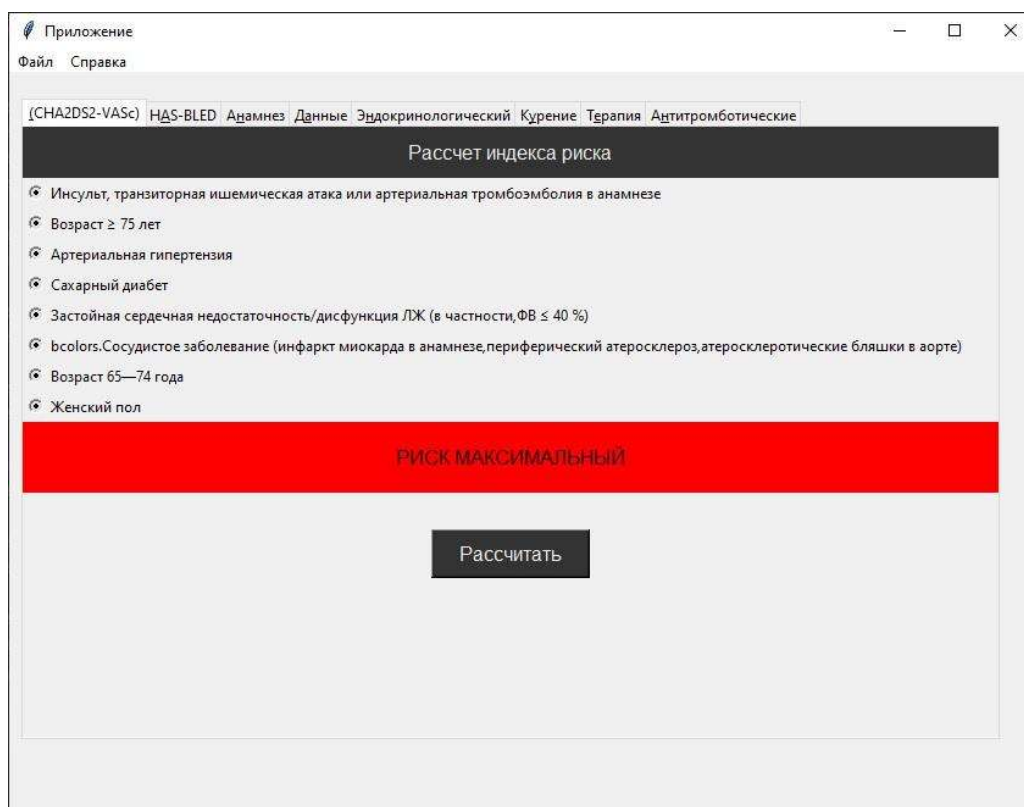 Приложение
Файл Справка
(CHA2DS2-VASc) HAS-BLED Анамнез Данные Эндокринологический Курение Терапия Антитромботические
Рассчет индекса риска
Инсульт, транзиторная ишемическая атака или артериальная тромбоэмболия в анамнезе
Возраст ≥ 75 лет
Артериальная гипертензия
Сахарный диабет
Застойная сердечная недостаточность/дисфункция ЛЖ (в частности,ФВ ≤ 40 %)
bcolors.Сосудистое заболевание (инфаркт миокарда в анамнезе,периферический атеросклероз,атеросклеротические бляшки в аорте)
Возраст 65—74 года
Женский пол
РИСК МАКСИМАЛЬНЫЙ
Рассчитать